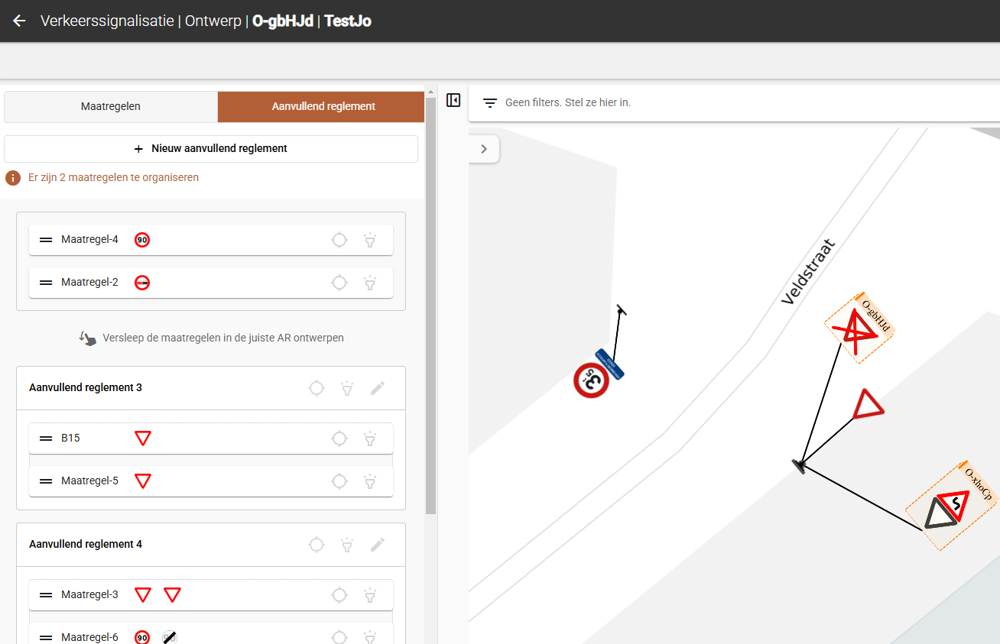 Verkeerssignalisatie | Ontwerp | O-gbHJd | TestJo
Maatregelen
Aanvullend reglement
Geen filters. Stel ze hier in.
+ Nieuw aanvullend reglement
Er zijn 2 maatregelen te organiseren
Maatregel-4 90
Maatregel-2
Versleep de maatregelen in de juiste AR ontwerpen
Aanvullend reglement 3
B15
Maatregel-5
Aanvullend reglement 4
Maatregel-3
Maatregel-6 90
Veldstraat
O-gbHJd
O-xhoCp